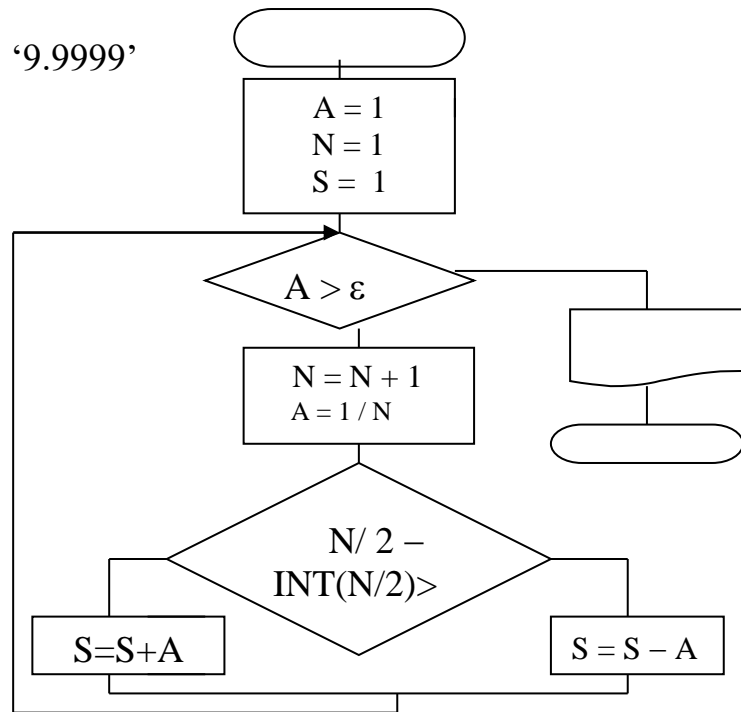 ‘9.9999’
A = 1
N = 1
S = 1
A > ε
N = N + 1
A = 1 / N
N/ 2 –
INT(N/2)>
S=S+A
S = S – A